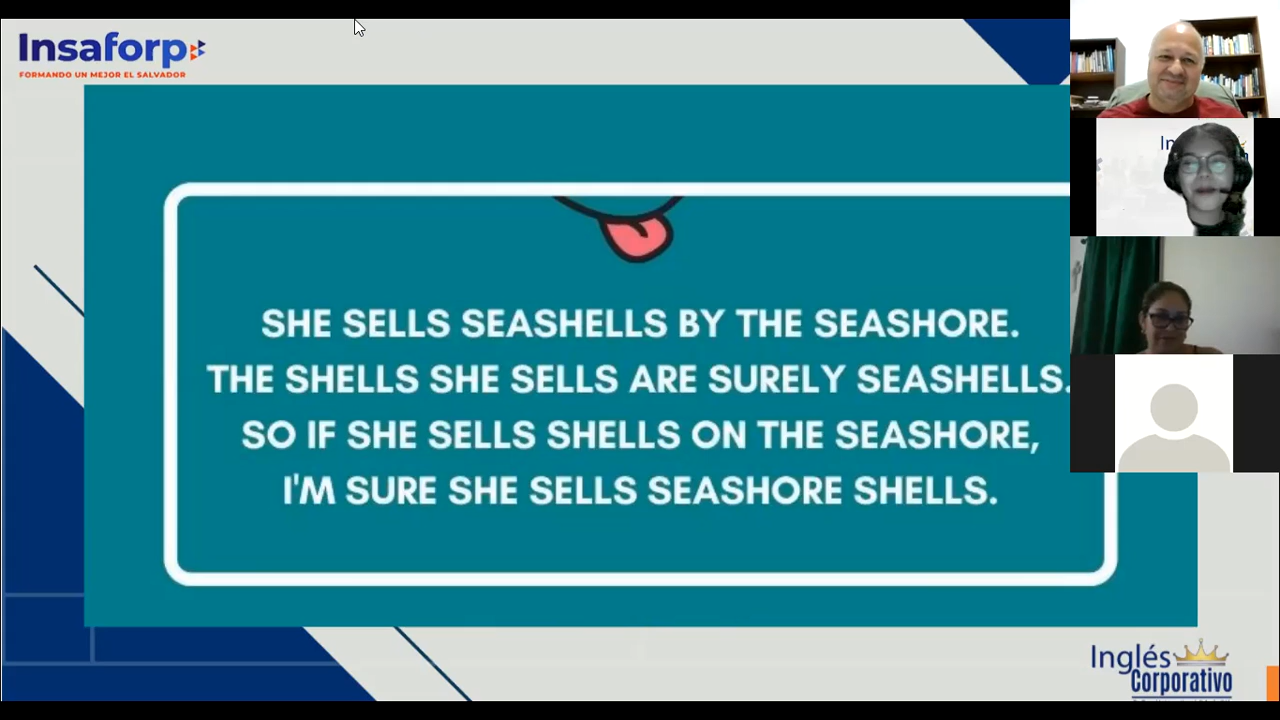 Insaforp
FORMANDO UN MEJOR EL SALVADOR
SHE SELLS SEASHELLS BY THE SEASHORE.
THE SHELLS SHE SELLS ARE SURELY SEASHELLS.
SO IF SHE SELLS SHELLS ON THE SEASHORE,
I'M SURE SHE SELLS SEASHORE SHELLS.
Inglés
Corporativo